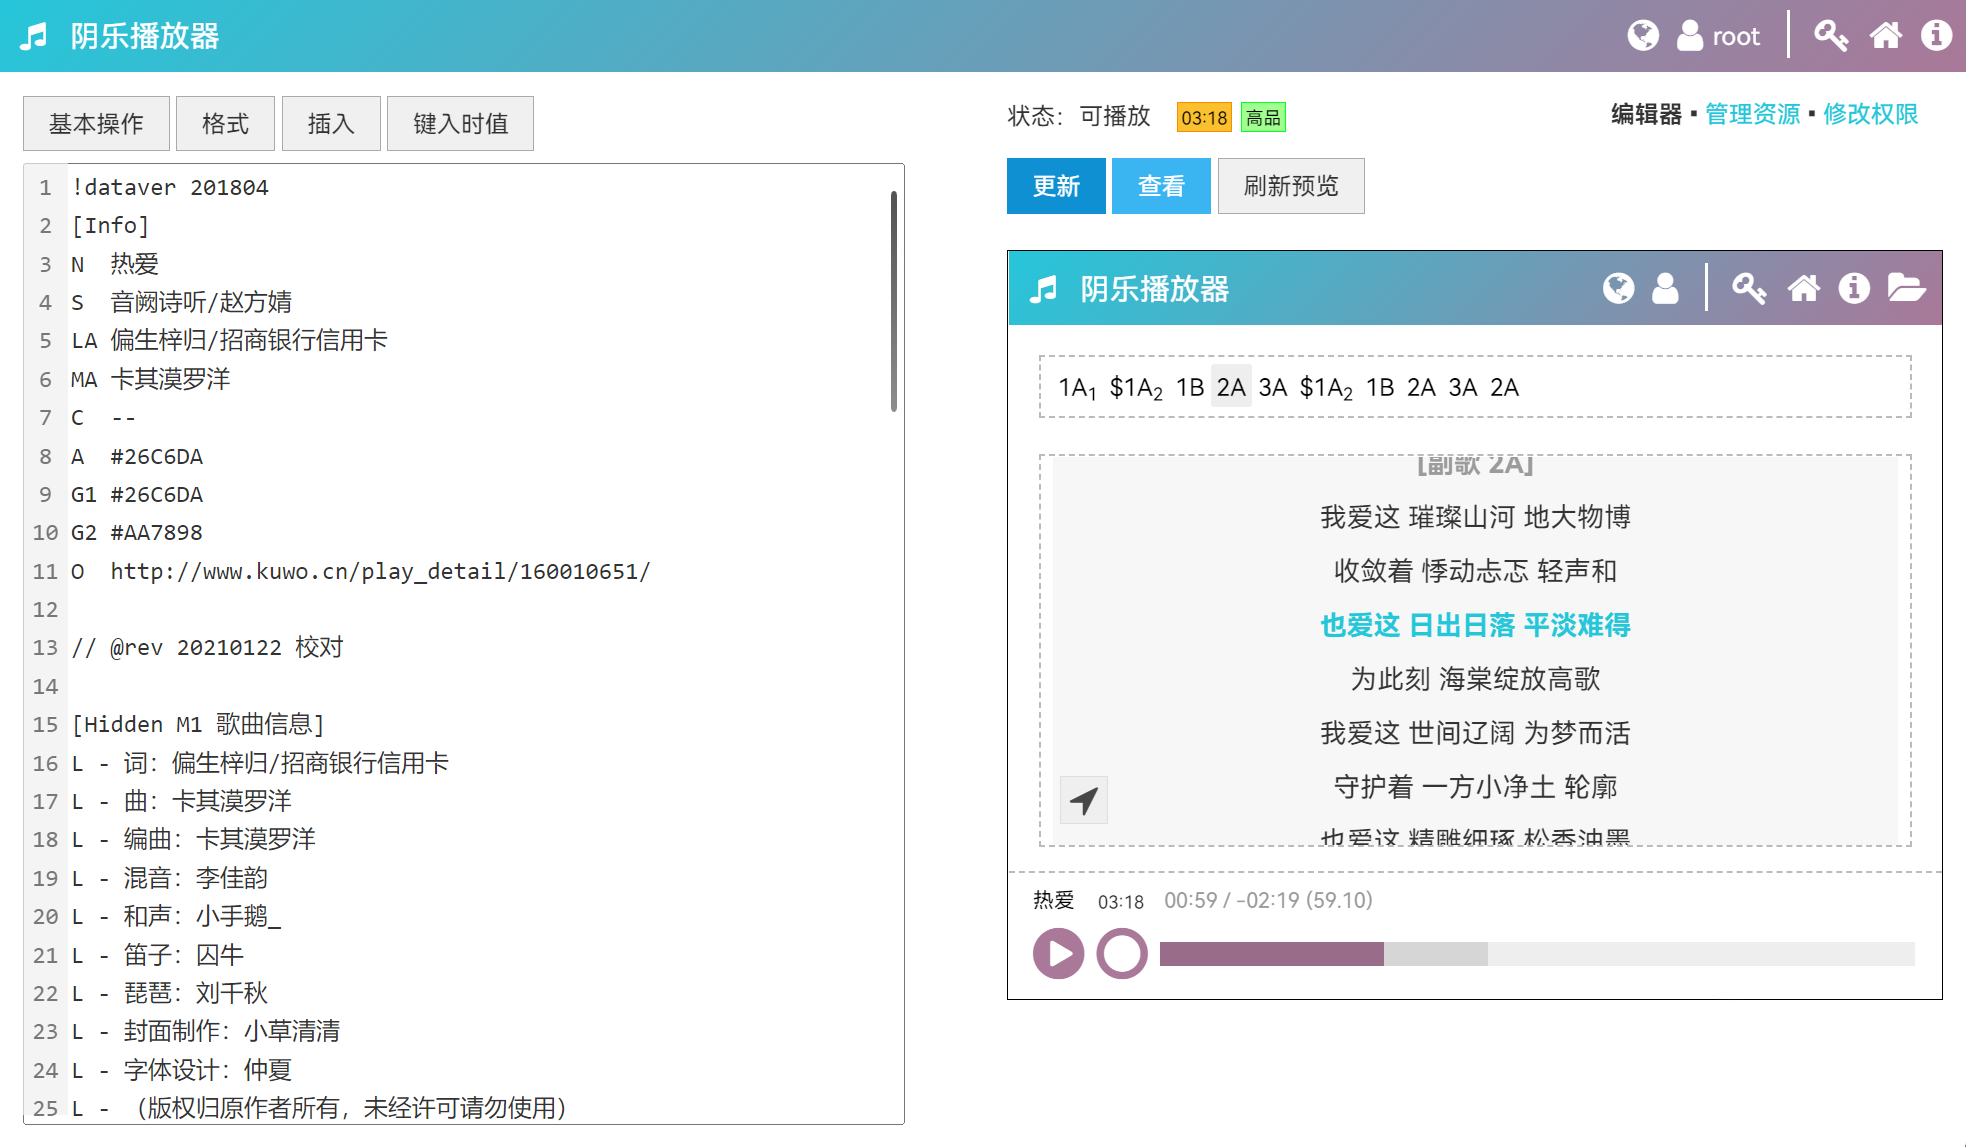 阴乐播放器
root
基本操作 格式 插入 键入时值
1 !dataver 201804
2 [Info]
3 N 热爱
4 S 音阙诗听/赵方婧
5 LA 偏生梓归/招商银行信用卡
6 MA 卡其漠罗洋
7 C --
8 A #26C6DA
9 G1 #26C6DA
10 G2 #AA7898
11 O http://www.kuwo.cn/play_detail/160010651/
12
13 // @rev 20210122 校对
14
15 [Hidden M1 歌曲信息]
16 L - 词：偏生梓归/招商银行信用卡
17 L - 曲：卡其漠罗洋
18 L - 编曲：卡其漠罗洋
19 L - 混音：李佳韵
20 L - 和声：小手鹅_
21 L - 笛子：囚牛
22 L - 琵琶：刘千秋
23 L - 封面制作：小草清清
24 L - 字体设计：仲夏
25 L - （版权归原作者所有，未经许可请勿使用）
状态：可播放 03:18 高品
编辑器 ▪ 管理资源 ▪ 修改权限
更新 查看 刷新预览
阴乐播放器
1A1 $1A2 1B 2A 3A $1A2 1B 2A 3A 2A
[副歌 2A]
我爱这 璀璨山河 地大物博
收敛着 悸动忐忑 轻声和
也爱这 日出日落 平淡难得
为此刻 海棠绽放高歌
我爱这 世间辽阔 为梦而活
守护着 一方小净土 轮廓
也爱这 精雕细琢 松香油墨
热爱 03:18 00:59 / -02:19 (59.10)